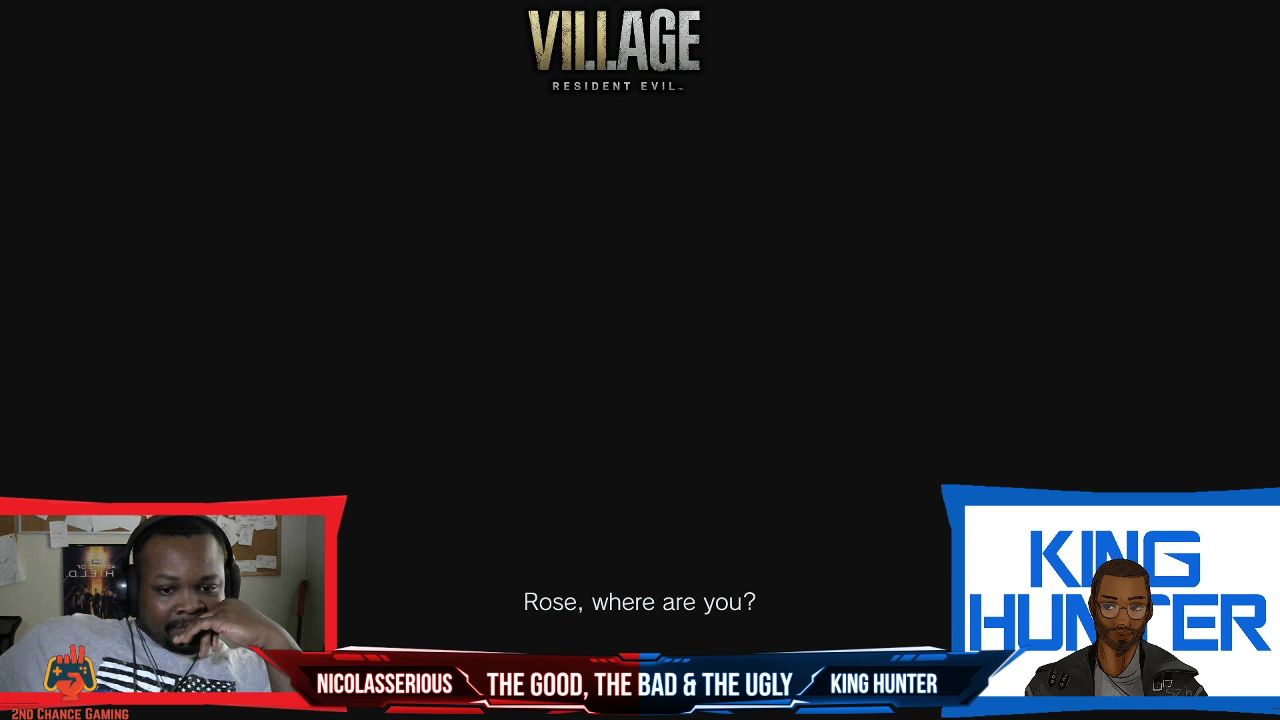 VILLAGE
RESIDENT EVIL
KING
HUNTER
Rose, where are you?
NICOLASSERIOUS
THE GOOD, THE BAD & THE UGLY
KING HUNTER
2ND CHANCE GAMING